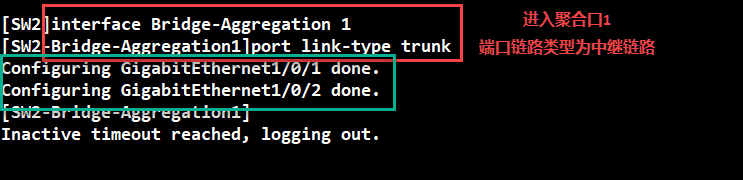 [SW2]interface Bridge-Aggregation 1
进入聚合口1
[SW2-Bridge-Aggregation1]port link-type trunk
端口链路类型为中继链路
Configuring GigabitEthernet1/0/1 done.
Configuring GigabitEthernet1/0/2 done.
[SW2-Bridge-Aggregation1]
Inactive timeout reached, logging out.